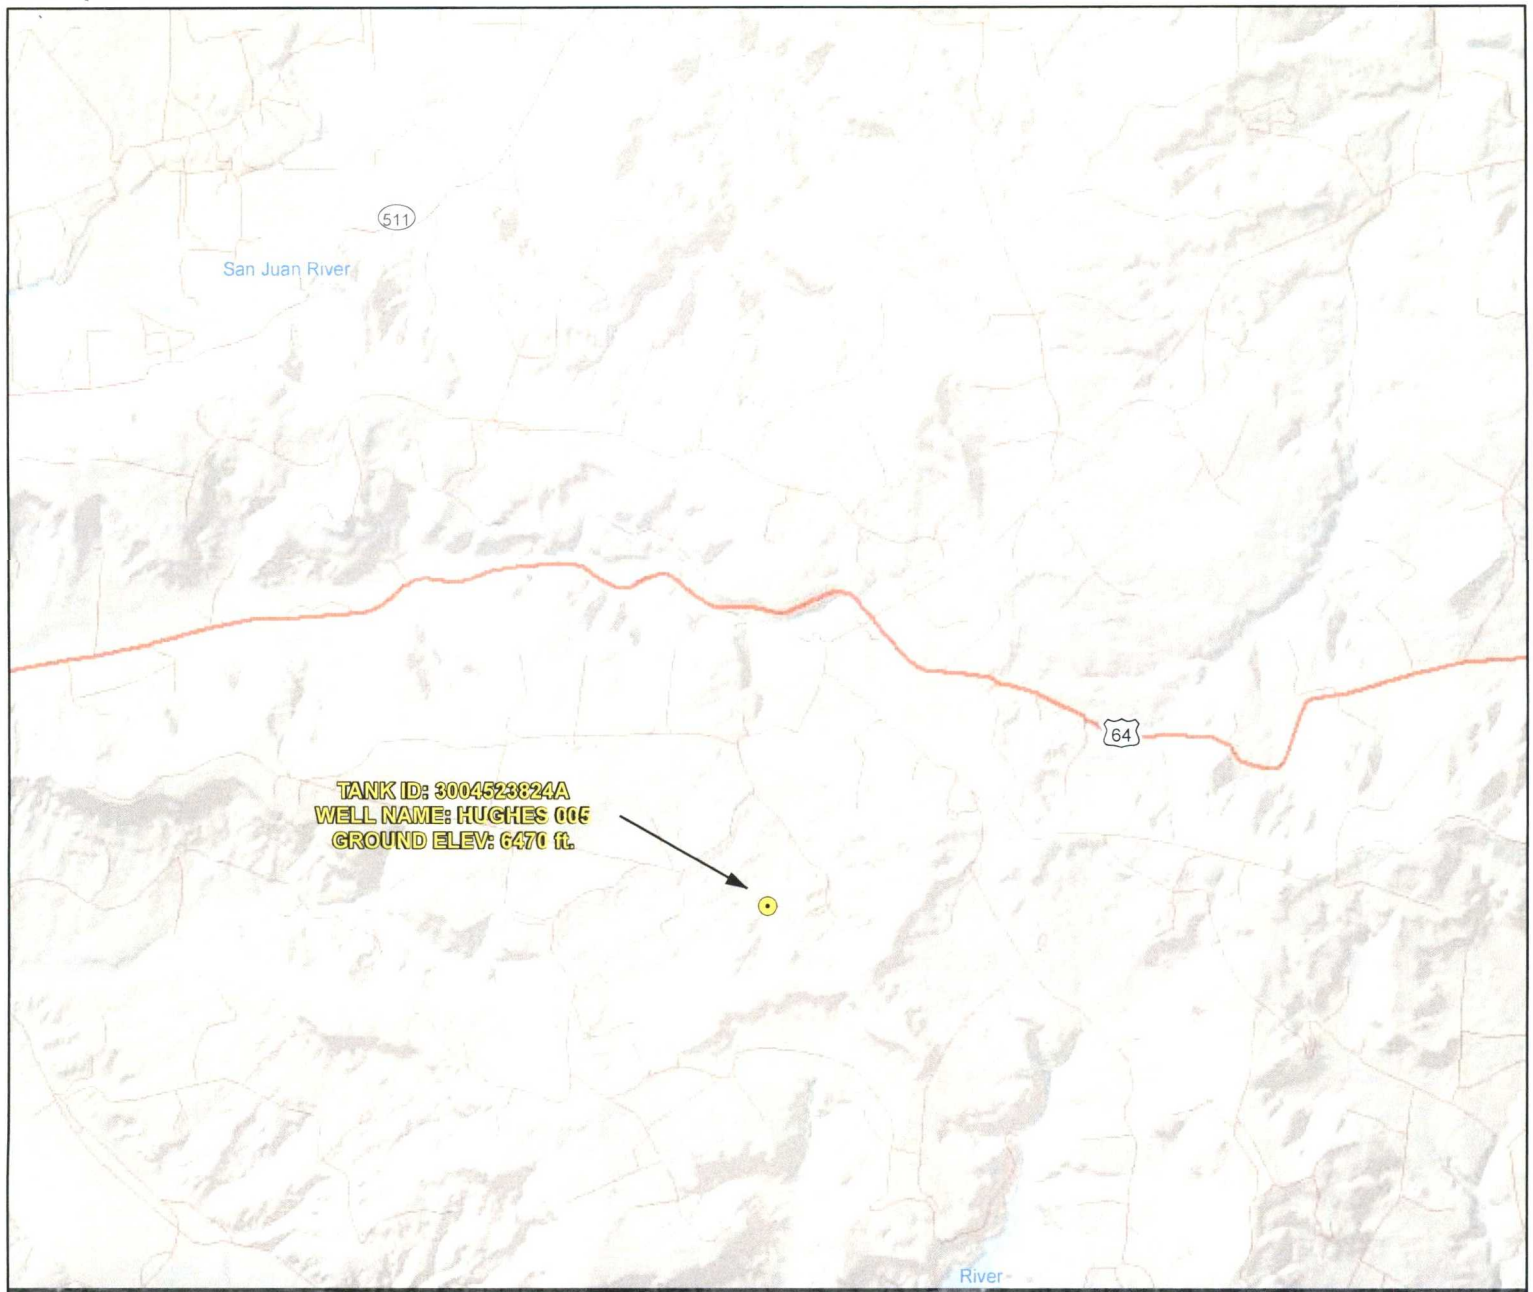 511
San Juan River
64
TANK ID: 3004523824A
WELL NAME: HUGHES 005
GROUND ELEV: 6470 ft.
River